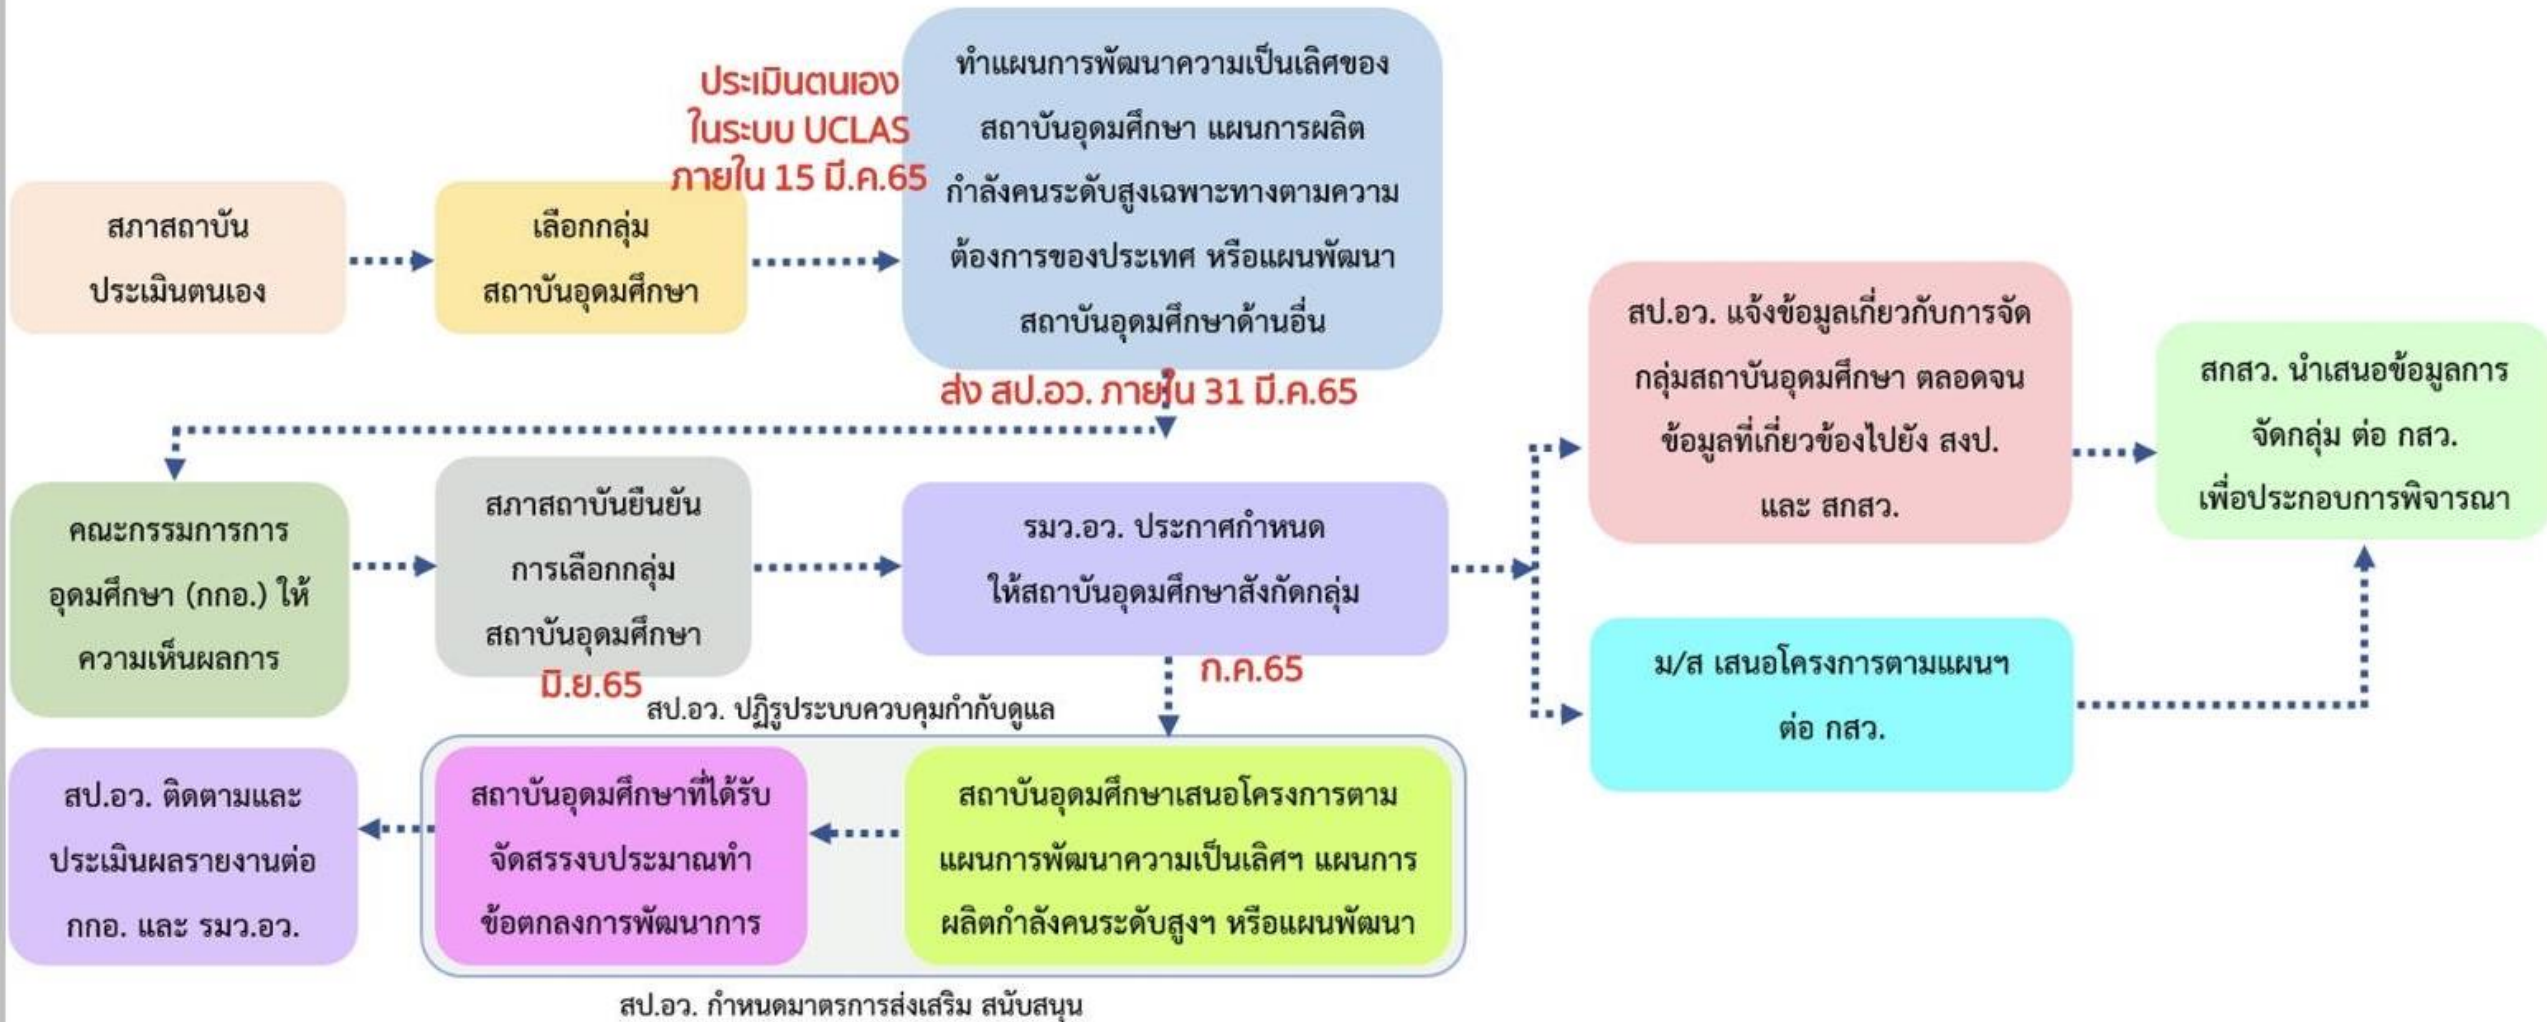 สภาสถาบัน
ประเมินตนเอง
เลือกกลุ่ม
สถาบันอุดมศึกษา
ประเมินตนเอง
ในระบบ UCLAS
ภายใน 15 มี.ค.65
ทำแผนการพัฒนาความเป็นเลิศของ
สถาบันอุดมศึกษา แผนการผลิต
กำลังคนระดับสูงเฉพาะทางตามความ
ต้องการของประเทศ หรือแผนพัฒนา
สถาบันอุดมศึกษาด้านอื่น
ส่ง สป.อว. ภายใน 31 มี.ค.65
คณะกรรมการการ
อุดมศึกษา (กกอ.) ให้
ความเห็นผลการ
สภาสถาบันยืนยัน
การเลือกกลุ่ม
สถาบันอุดมศึกษา
มิ.ย.65
รมว.อว. ประกาศกำหนด
ให้สถาบันอุดมศึกษาสังกัดกลุ่ม
ก.ค.65
สป.อว. แจ้งข้อมูลเกี่ยวกับการจัด
กลุ่มสถาบันอุดมศึกษา ตลอดจน
ข้อมูลที่เกี่ยวข้องไปยัง สงป.
และ สกสว.
สกสว. นำเสนอข้อมูลการ
จัดกลุ่ม ต่อ กสว.
เพื่อประกอบการพิจารณา
ม/ส เสนอโครงการตามแผนฯ
ต่อ กสว.
สป.อว. ปฏิรูประบบควบคุมกำกับดูแล
สถาบันอุดมศึกษาเสนอโครงการตาม
แผนการพัฒนาความเป็นเลิศฯ แผนการ
ผลิตกำลังคนระดับสูงฯ หรือแผนพัฒนา
สถาบันอุดมศึกษาที่ได้รับ
จัดสรรงบประมาณทำ
ข้อตกลงการพัฒนาการ
สป.อว. ติดตามและ
ประเมินผลรายงานต่อ
กกอ. และ รมว.อว.
สป.อว. กำหนดมาตรการส่งเสริม สนับสนุน